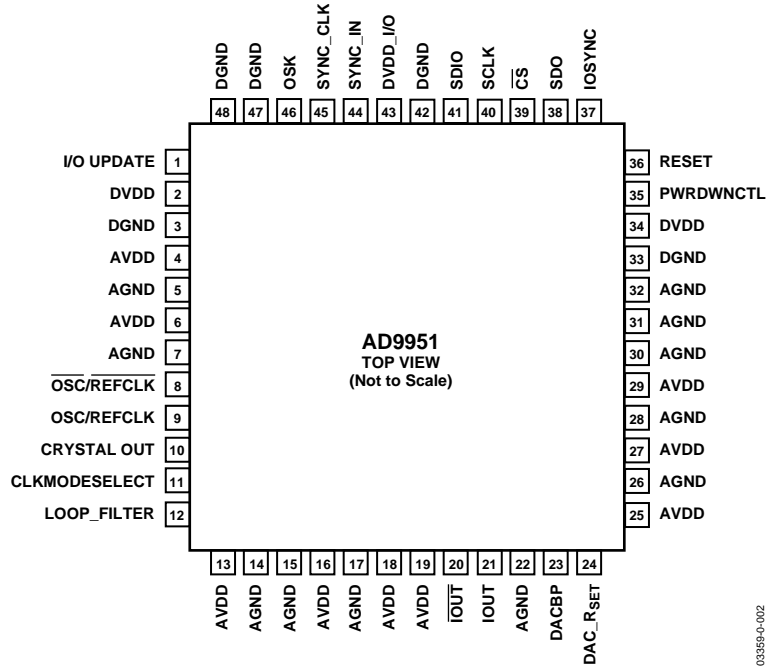 DGND
DGND
OSK
SYNC_CLK
SYNC_IN
DVDD_I/O
DGND
SDIO
SCLK
CS
SDO
IOSYNC
48 47 46 45 44 43 42 41 40 39 38 37
I/O UPDATE 1
DVDD 2
DGND 3
AVDD 4
AGND 5
AVDD 6
AGND 7
OSC/REFCLK 8
OSC/REFCLK 9
CRYSTAL OUT 10
CLKMODESELECT 11
LOOP_FILTER 12
AD9951
TOP VIEW
(Not to Scale)
36 RESET
35 PWRDWNCTL
34 DVDD
33 DGND
32 AGND
31 AGND
30 AGND
29 AVDD
28 AGND
27 AVDD
26 AGND
25 AVDD
13 14 15 16 17 18 19 20 21 22 23 24
AVDD
AGND
AGND
AVDD
AGND
AVDD
AVDD
IOUT
IOUT
AGND
DACBP
DAC_RSET
03359-0-002